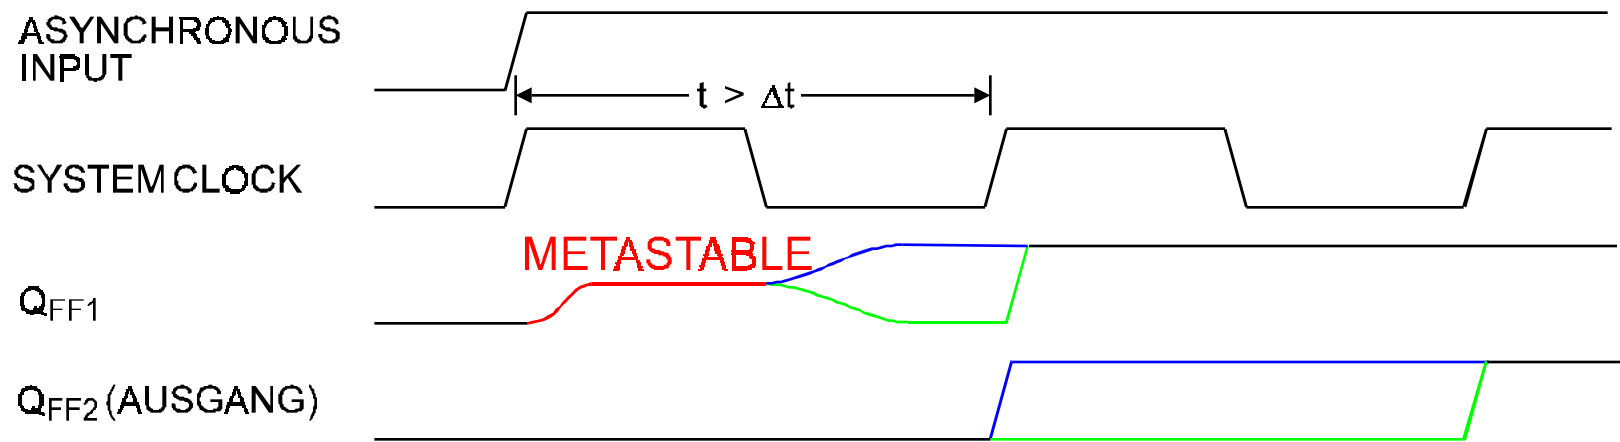 ASYNCHRONOUS
INPUT
t > Δt
SYSTEM CLOCK
METASTABLE
QFF1
QFF2 (AUSGANG)